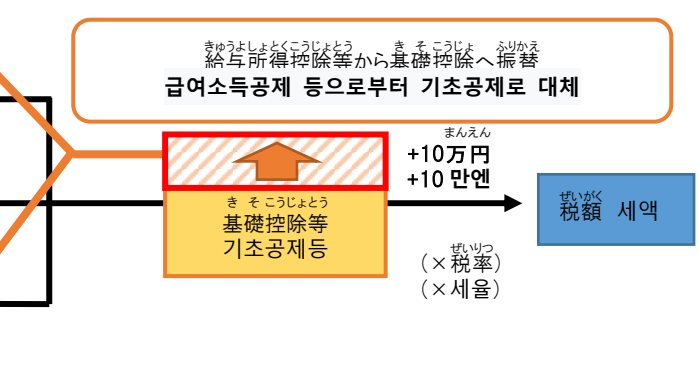 きゅうよしょとくこうじょとう きそこうじょ ふりかえ
給与所得控除等から基礎控除へ振替
급여소득공제 등으로부터 기초공제로 대체
まんえん
+10万円
+10 만엔
きそこうじょとう
基礎控除等
기초공제등
ぜいりつ
(×税率)
(×세율)
ぜいがく
税額 세액